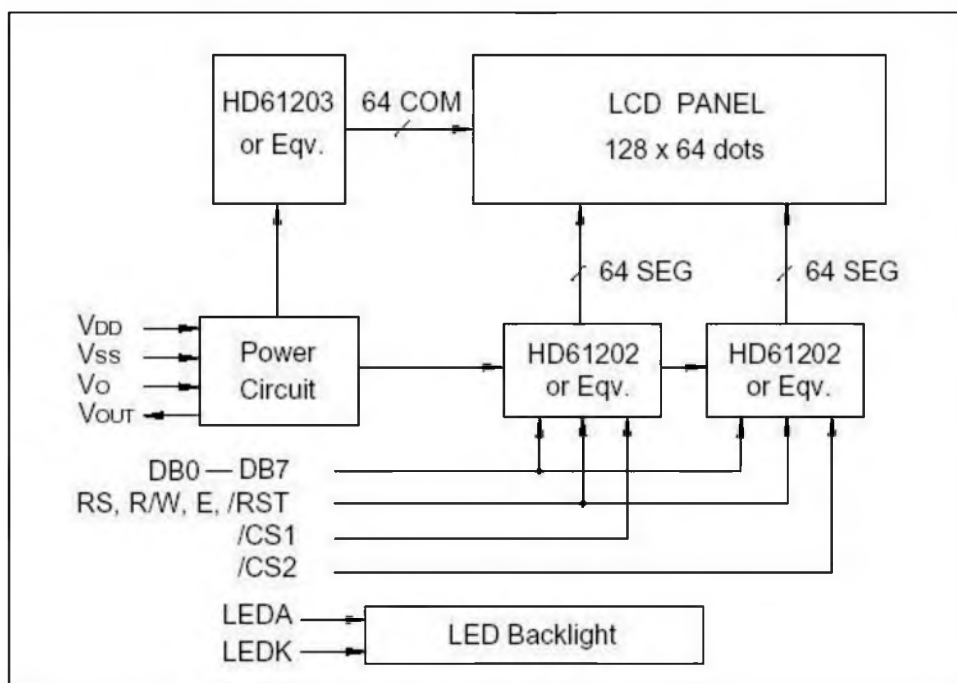 HD61203
or Eqv.
64 COM
LCD PANEL
128 x 64 dots
64 SEG
64 SEG
VDD
VSS
VO
VOUT
Power
Circuit
HD61202
or Eqv.
HD61202
or Eqv.
DB0 — DB7
RS, R/W, E, /RST
/CS1
/CS2
LEDA
LEDK
LED Backlight